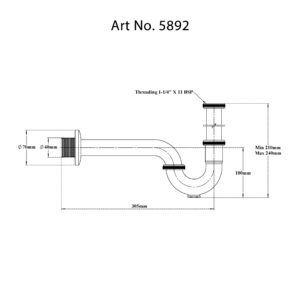 Art No. 5892
Threading 1-1/4" X 11 BSP
Ø 70mm
Ø 40mm
Min 210mm
Max 240mm
100mm
305mm